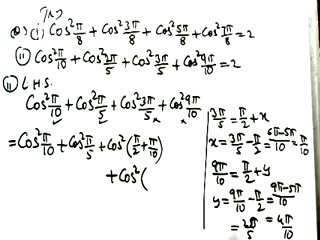 (i) Cos²π/8 + Cos²3π/8 + Cos²5π/8 + Cos²7π/8 = 2
(ii) Cos²π/10 + Cos²2π/5 + Cos²3π/5 + Cos²9π/10 = 2
(ii) L.H.S.
Cos²π/10 + Cos²π/5 + Cos²3π/5 + Cos²9π/10
= Cos²π/10 + Cos²π/5 + Cos²(π/2 + π/10)
+ Cos²(
3π/5 = π/2 + x
x = 3π/5 - π/2 = 6π-5π/10 = π/10
9π/10 = π/2 + y
y = 9π/10 - π/2 = 9π-5π/10
= 2π/5 = 4π/10